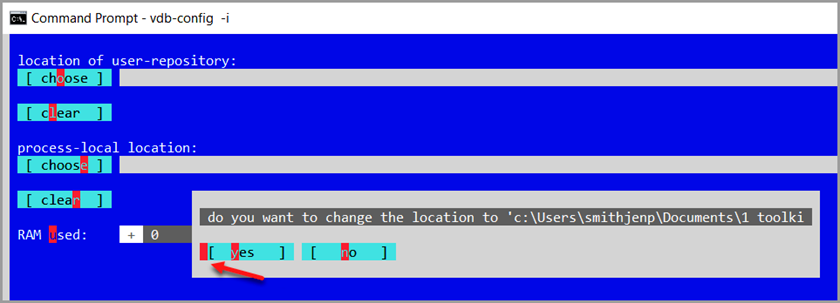 Command Prompt - vdb-config -i
location of user-repository:
[ choose ]
[ clear ]
process-local location:
[ choose ]
[ clear ]
do you want to change the location to 'c:\Users\smithjenp\Documents\1 toolki
RAM used: + 0
[ yes ] [ no ]